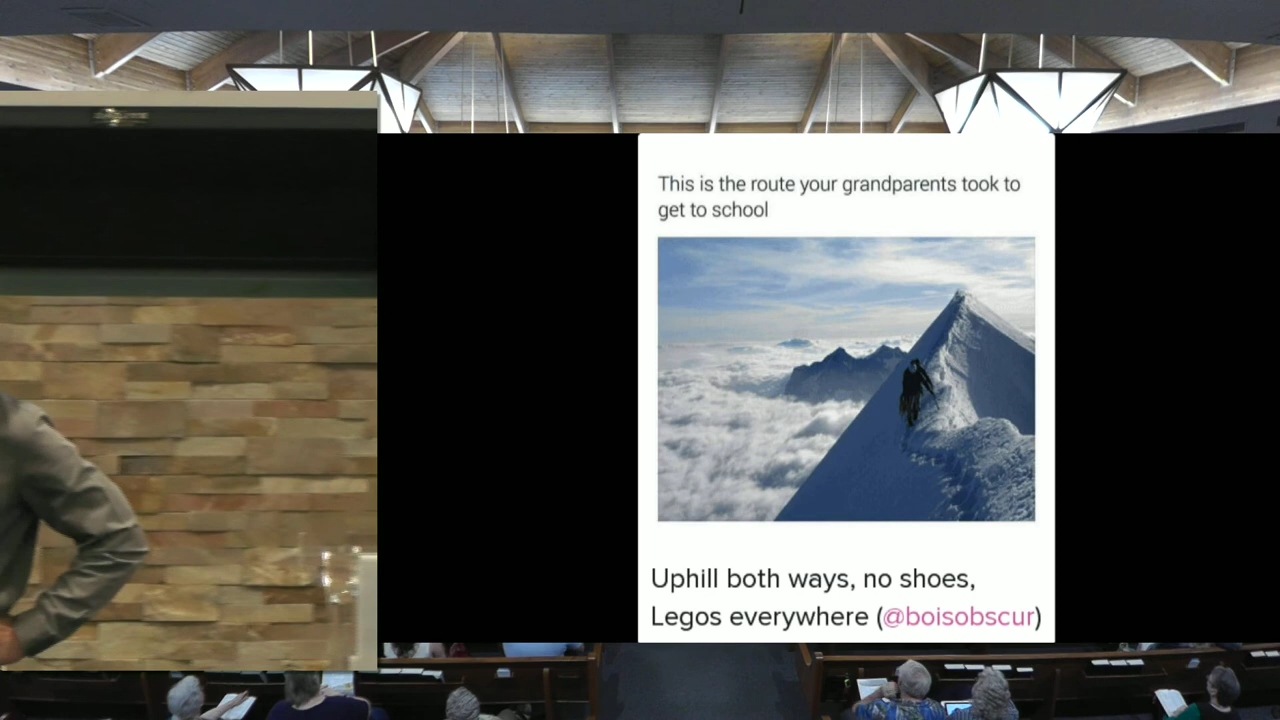 This is the route your grandparents took to
get to school
Uphill both ways, no shoes,
Legos everywhere (@boisobscur)